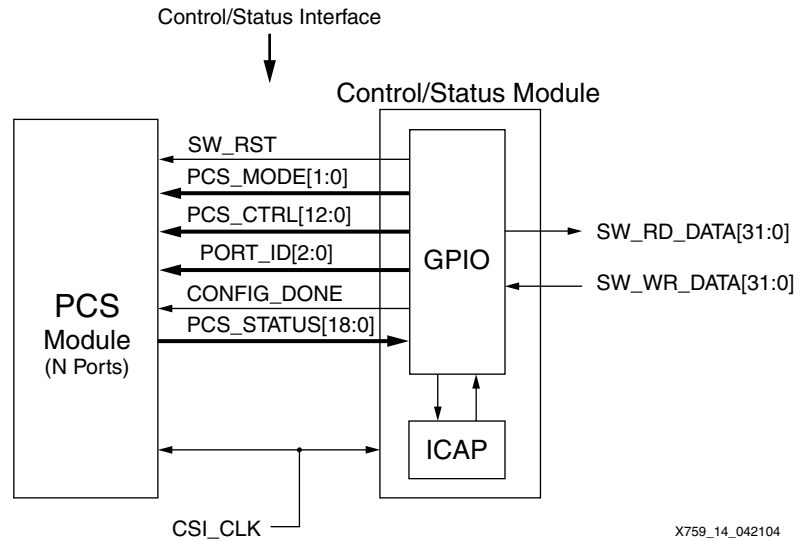 Control/Status Interface
Control/Status Module
SW_RST
PCS_MODE[1:0]
PCS_CTRL[12:0]
PORT_ID[2:0]
CONFIG_DONE
PCS_STATUS[18:0]
PCS
Module
(N Ports)
GPIO
SW_RD_DATA[31:0]
SW_WR_DATA[31:0]
ICAP
CSI_CLK
X759_14_042104